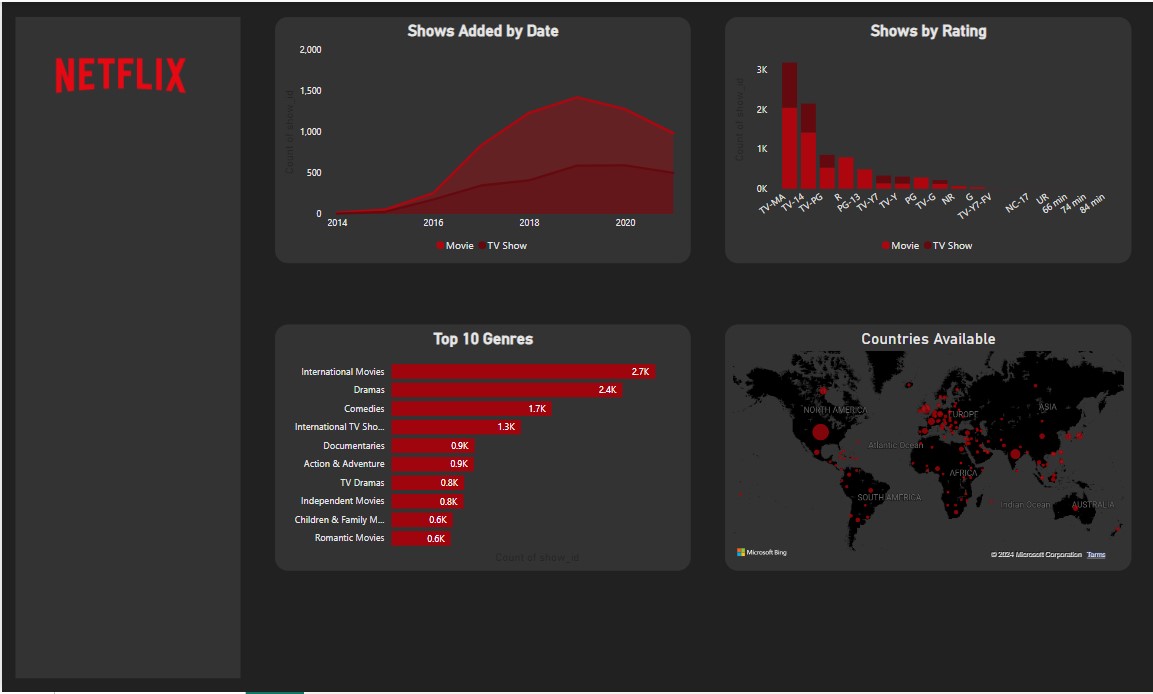 NETFLIX
Shows Added by Date
Count of show_id
2,000
1,500
1,000
500
0
2014 2016 2018 2020
Movie TV Show
Shows by Rating
Count of show_id
3K
2K
1K
0K
TV-MA TV-14 TV-PG R PG-13 TV-Y7 TV-Y PG TV-G NR G TV-Y7-FV NC-17 UR 66 min 74 min 84 min
Movie TV Show
Top 10 Genres
International Movies 2.7K
Dramas 2.4K
Comedies 1.7K
International TV Sho... 1.3K
Documentaries 0.9K
Action & Adventure 0.9K
TV Dramas 0.8K
Independent Movies 0.8K
Children & Family M... 0.6K
Romantic Movies 0.6K
Count of show_id
Countries Available
NORTH AMERICA
EUROPE
ASIA
Atlantic Ocean
AFRICA
SOUTH AMERICA
Indian Ocean
AUSTRALIA
Microsoft Bing
© 2024 Microsoft Corporation Terms